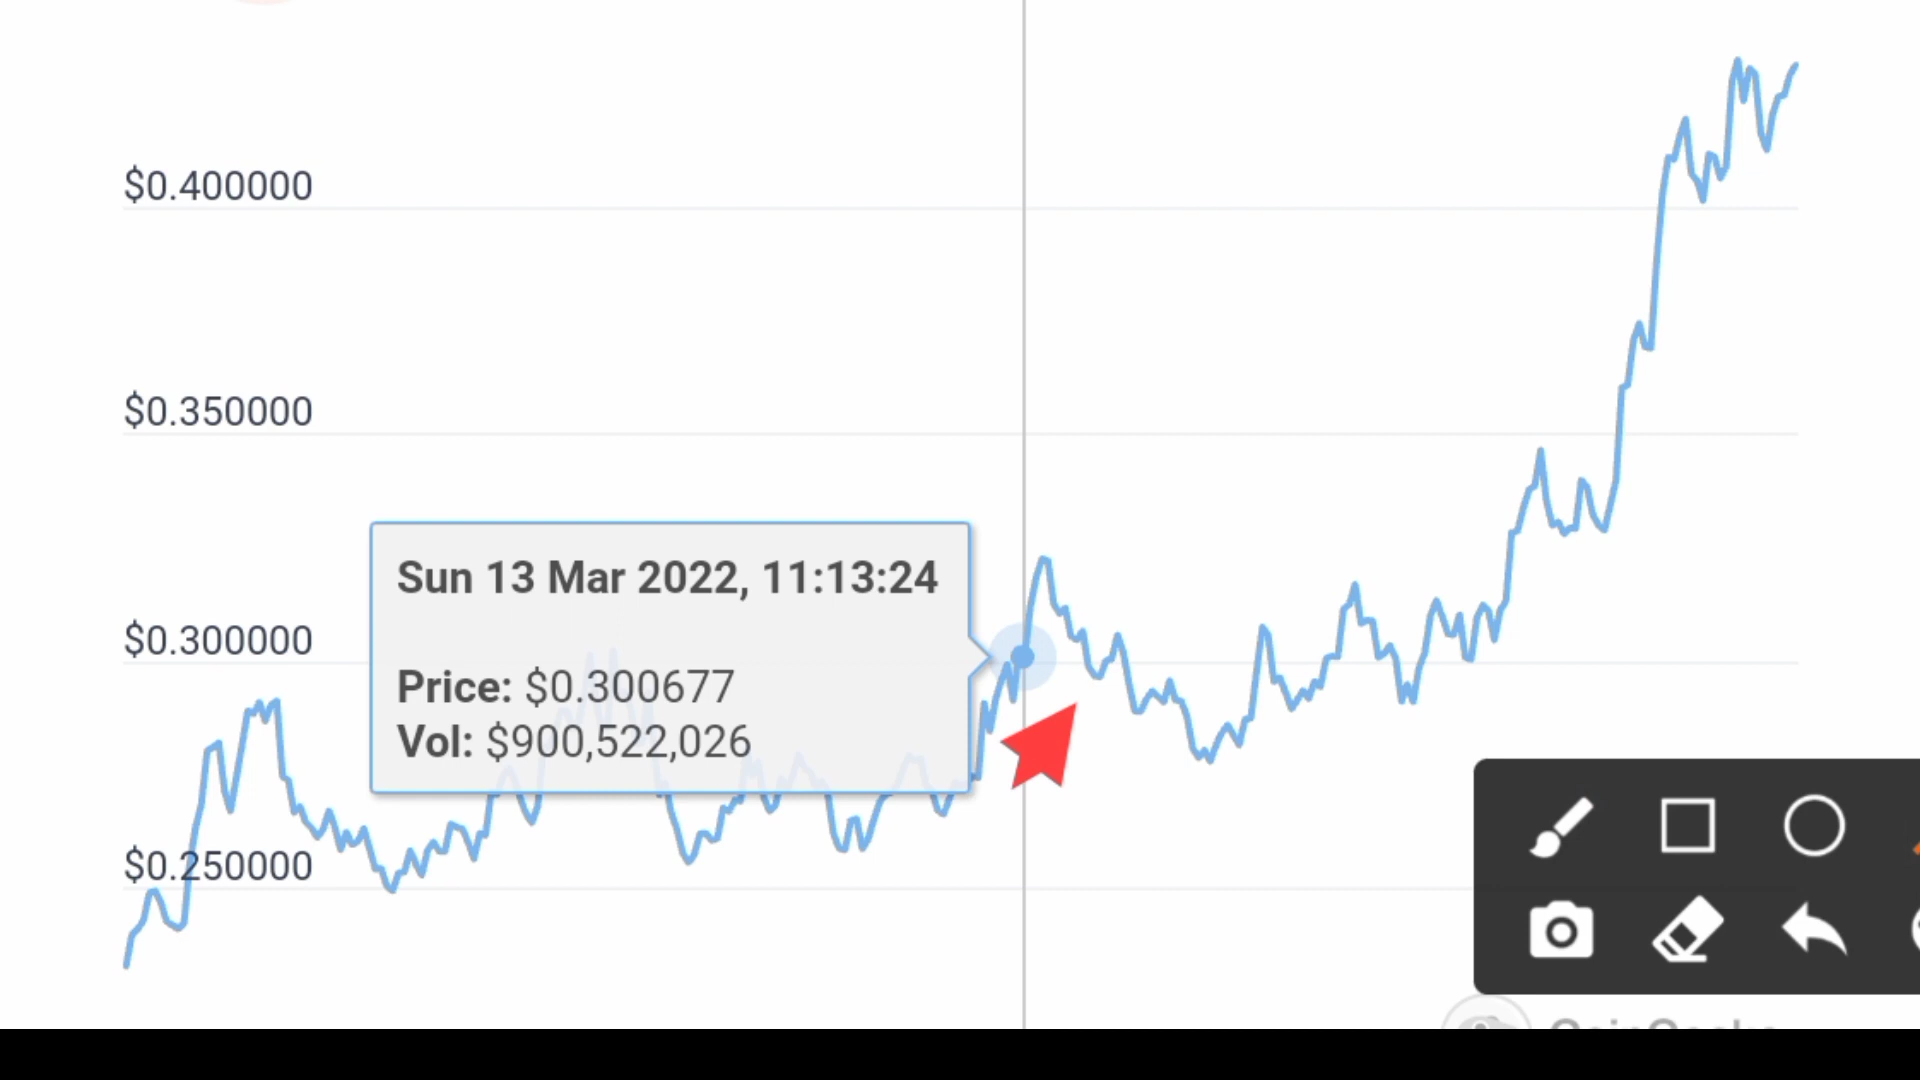 $0.400000
$0.350000
Sun 13 Mar 2022, 11:13:24
$0.300000
Price: $0.300677
Vol: $900,522,026
$0.250000